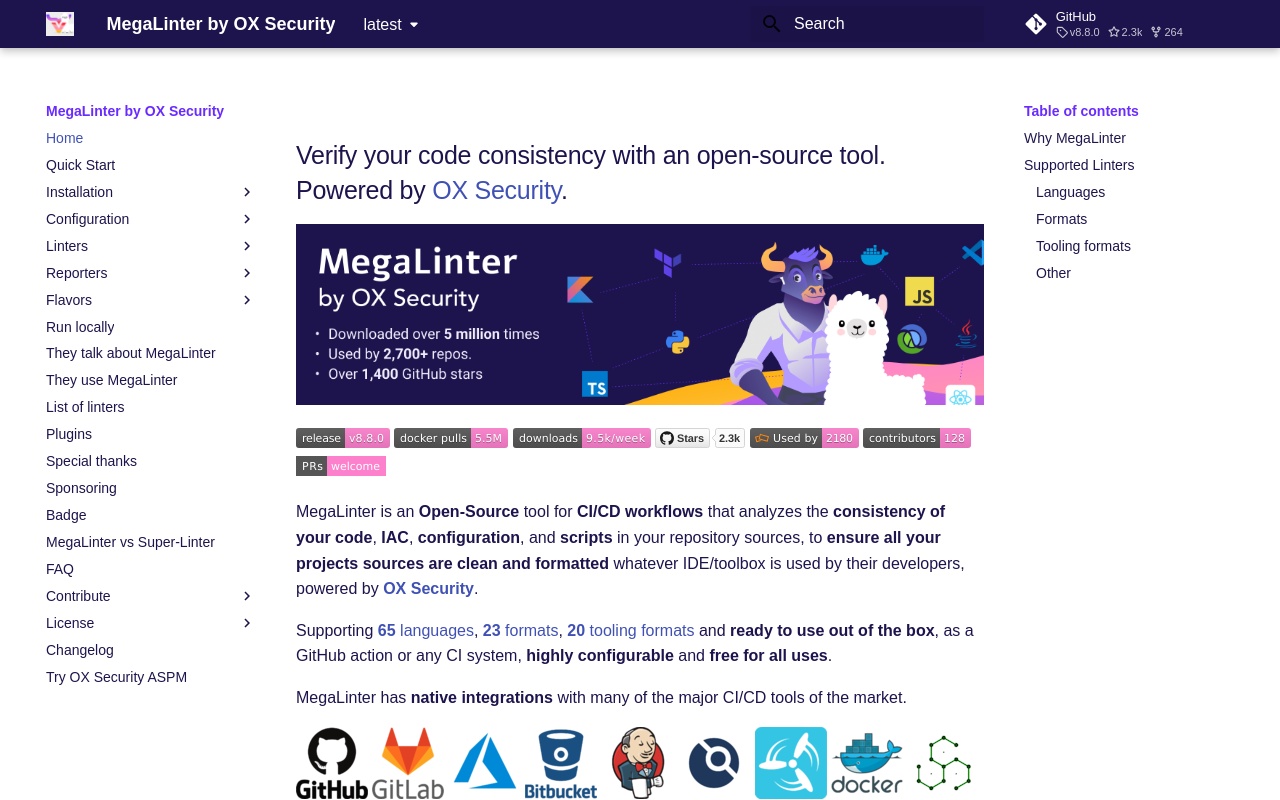 MegaLinter by OX Security
latest
Search
GitHub
v8.8.0 2.3k 264
MegaLinter by OX Security
Home
Quick Start
Installation
Configuration
Linters
Reporters
Flavors
Run locally
They talk about MegaLinter
They use MegaLinter
List of linters
Plugins
Special thanks
Sponsoring
Badge
MegaLinter vs Super-Linter
FAQ
Contribute
License
Changelog
Try OX Security ASPM
Verify your code consistency with an open-source tool.
Powered by OX Security.
MegaLinter
by OX Security
• Downloaded over 5 million times
• Used by 2,700+ repos.
• Over 1,400 GitHub stars
TS
JS
release v8.8.0 docker pulls 5.5M downloads 9.5k/week Stars 2.3k Used by 2180 contributors 128
PRs welcome
MegaLinter is an Open-Source tool for CI/CD workflows that analyzes the consistency of
your code, IAC, configuration, and scripts in your repository sources, to ensure all your
projects sources are clean and formatted whatever IDE/toolbox is used by their developers,
powered by OX Security.
Supporting 65 languages, 23 formats, 20 tooling formats and ready to use out of the box, as a
GitHub action or any CI system, highly configurable and free for all uses.
MegaLinter has native integrations with many of the major CI/CD tools of the market.
GitHub GitLab Bitbucket docker
Table of contents
Why MegaLinter
Supported Linters
Languages
Formats
Tooling formats
Other